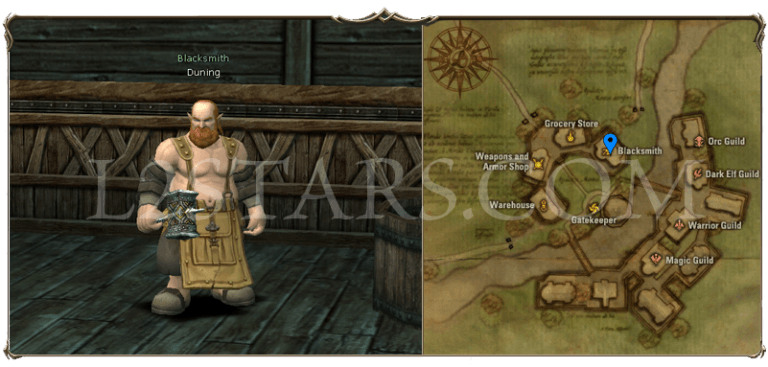 Blacksmith
Duning
Grocery Store
Blacksmith
Weapons and
Armor Shop
Warehouse
Gatekeeper
Orc Guild
Dark Elf Guild
Warrior Guild
Magic Guild
L2STARS.COM